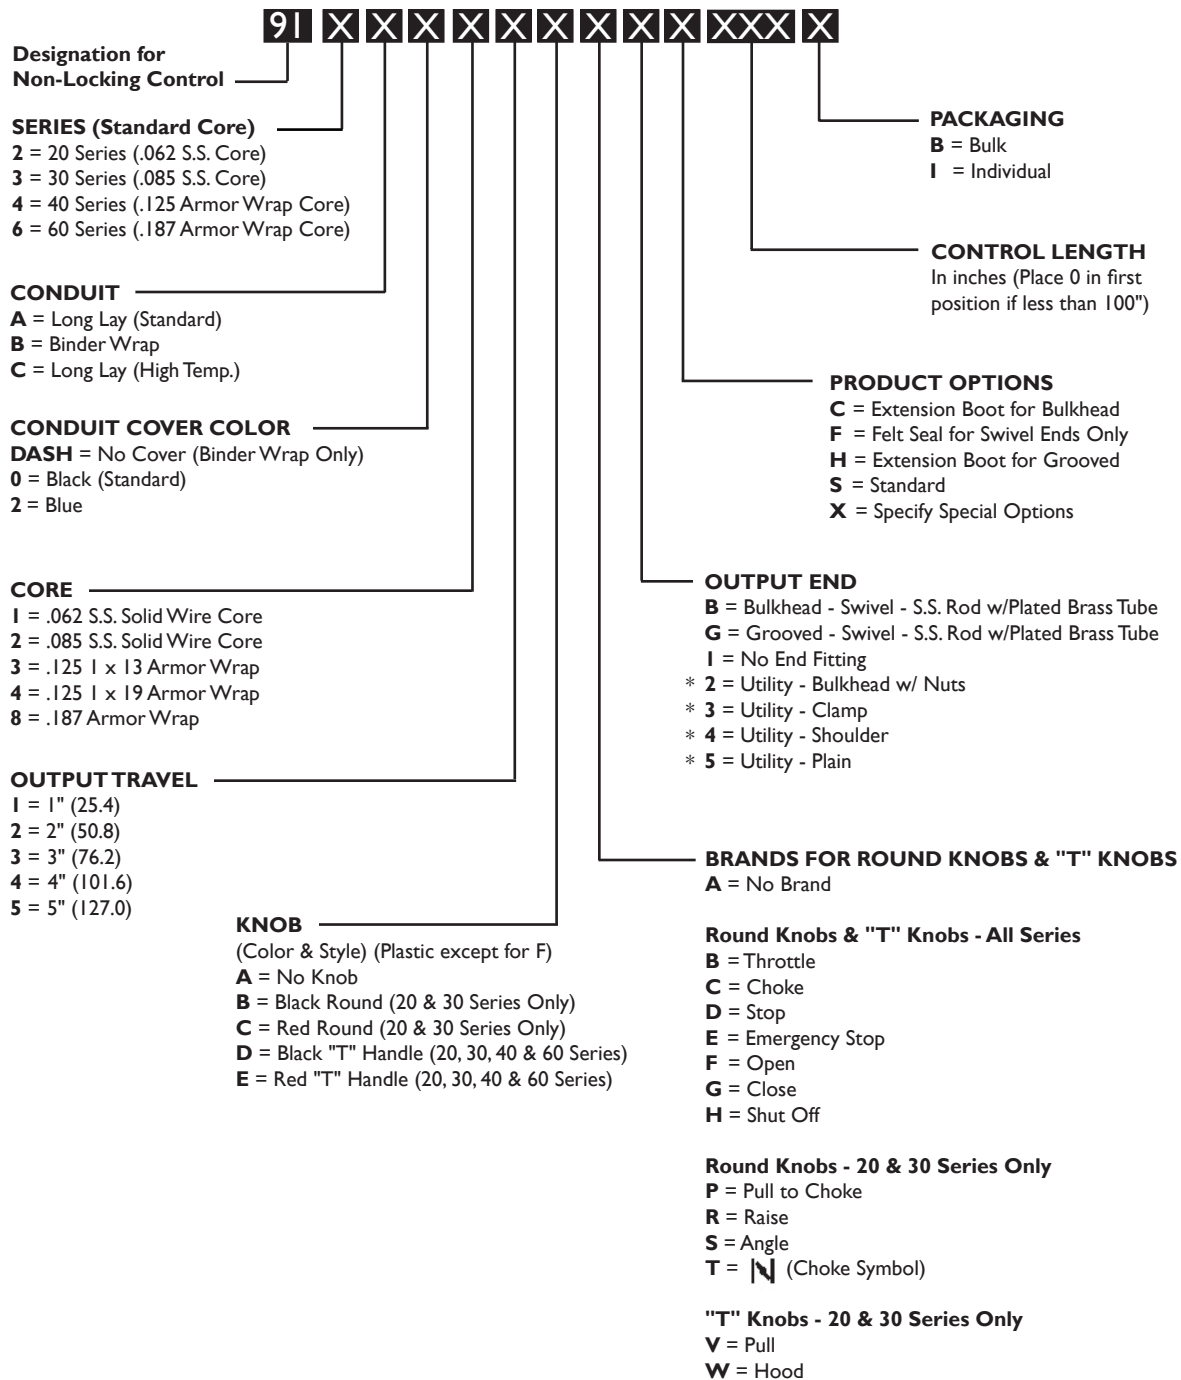 91 X X X X X X X X X XXX X
Designation for
Non-Locking Control
SERIES (Standard Core)
2 = 20 Series (.062 S.S. Core)
3 = 30 Series (.085 S.S. Core)
4 = 40 Series (.125 Armor Wrap Core)
6 = 60 Series (.187 Armor Wrap Core)
CONDUIT
A = Long Lay (Standard)
B = Binder Wrap
C = Long Lay (High Temp.)
CONDUIT COVER COLOR
DASH = No Cover (Binder Wrap Only)
0 = Black (Standard)
2 = Blue
CORE
1 = .062 S.S. Solid Wire Core
2 = .085 S.S. Solid Wire Core
3 = .125 1 x 13 Armor Wrap
4 = .125 1 x 19 Armor Wrap
8 = .187 Armor Wrap
OUTPUT TRAVEL
1 = 1" (25.4)
2 = 2" (50.8)
3 = 3" (76.2)
4 = 4" (101.6)
5 = 5" (127.0)
KNOB
(Color & Style) (Plastic except for F)
A = No Knob
B = Black Round (20 & 30 Series Only)
C = Red Round (20 & 30 Series Only)
D = Black "T" Handle (20, 30, 40 & 60 Series)
E = Red "T" Handle (20, 30, 40 & 60 Series)
PACKAGING
B = Bulk
I = Individual
CONTROL LENGTH
In inches (Place 0 in first
position if less than 100")
PRODUCT OPTIONS
C = Extension Boot for Bulkhead
F = Felt Seal for Swivel Ends Only
H = Extension Boot for Grooved
S = Standard
X = Specify Special Options
OUTPUT END
B = Bulkhead - Swivel - S.S. Rod w/Plated Brass Tube
G = Grooved - Swivel - S.S. Rod w/Plated Brass Tube
1 = No End Fitting
* 2 = Utility - Bulkhead w/ Nuts
* 3 = Utility - Clamp
* 4 = Utility - Shoulder
* 5 = Utility - Plain
BRANDS FOR ROUND KNOBS & "T" KNOBS
A = No Brand
Round Knobs & "T" Knobs - All Series
B = Throttle
C = Choke
D = Stop
E = Emergency Stop
F = Open
G = Close
H = Shut Off
Round Knobs - 20 & 30 Series Only
P = Pull to Choke
R = Raise
S = Angle
T = (Choke Symbol)
"T" Knobs - 20 & 30 Series Only
V = Pull
W = Hood